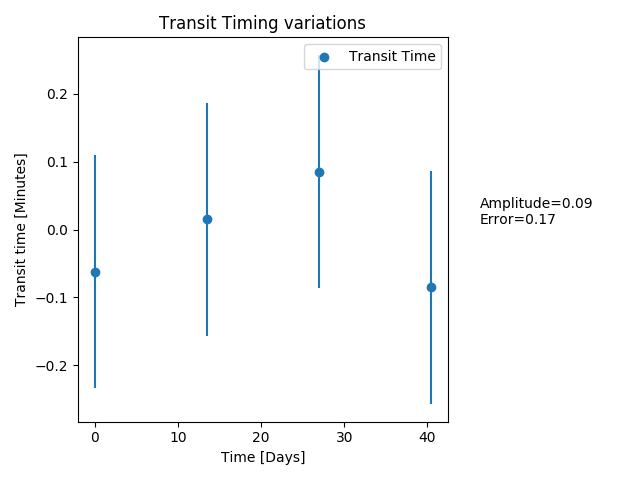 Transit Timing variations
Transit Time
Transit time [Minutes]
0.2
0.1
0.0
−0.1
−0.2
Amplitude=0.09
Error=0.17
0
10
20
30
40
Time [Days]